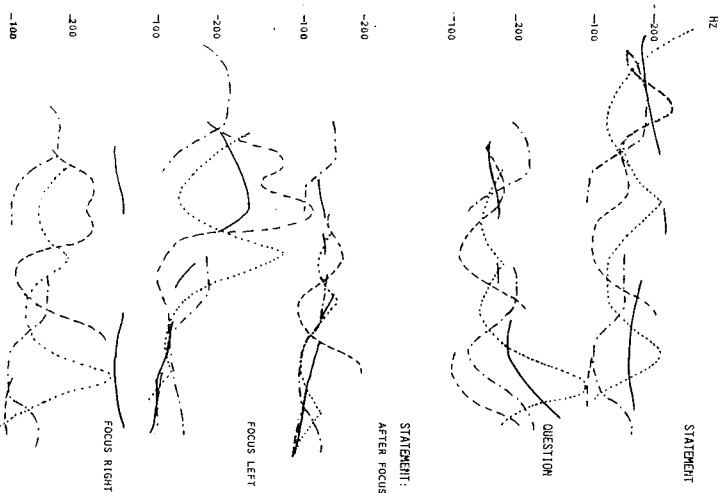 Hz
STATEMENT
-200
-100
QUESTION
-200
-100
STATEMENT:
AFTER FOCUS
-200
-100
FOCUS LEFT
-200
-100
FOCUS RIGHT
-200
-100